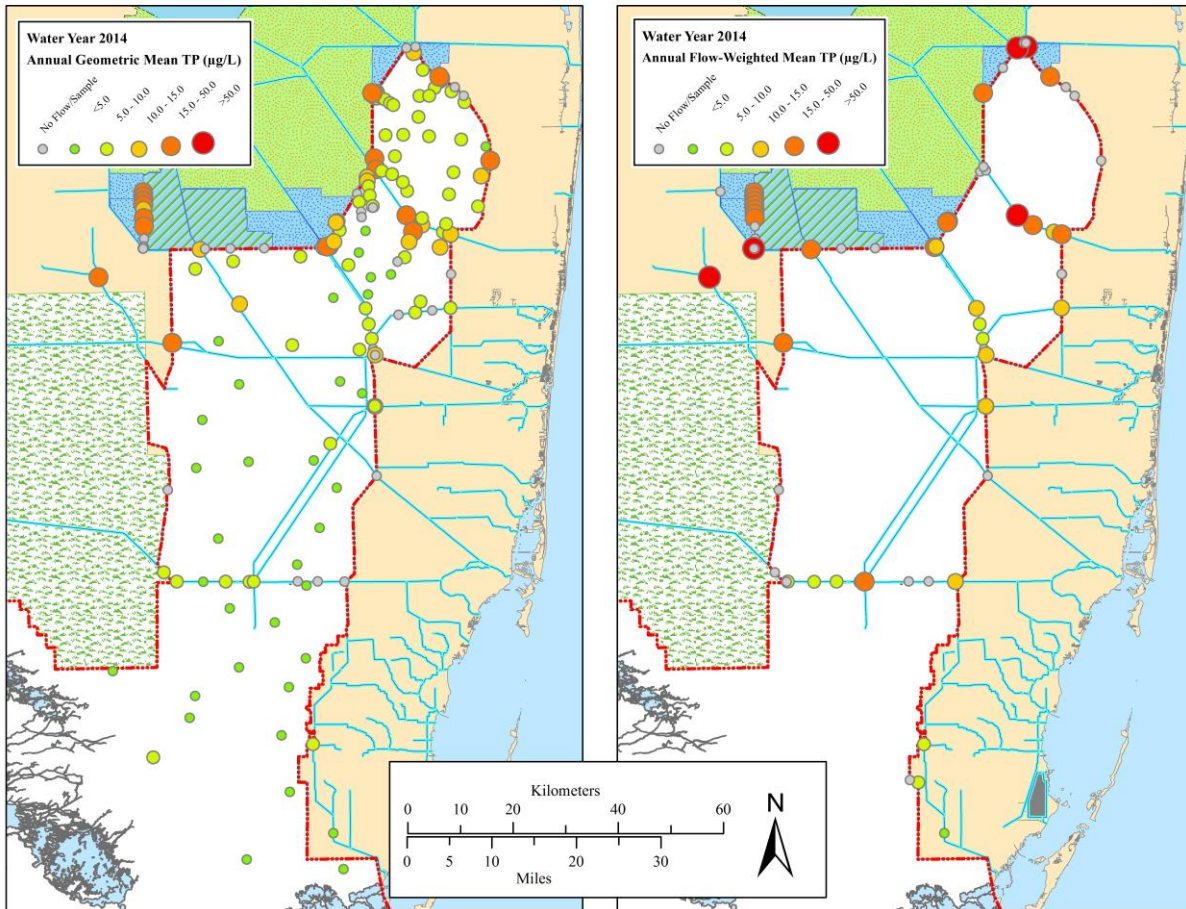 Water Year 2014
Annual Geometric Mean TP (µg/L)
No Flow/Sample
<5.0
5.0 - 10.0
10.0 - 15.0
15.0 - 50.0
>50.0
Water Year 2014
Annual Flow-Weighted Mean TP (µg/L)
No Flow/Sample
<5.0
5.0 - 10.0
10.0 - 15.0
15.0 - 50.0
>50.0
Kilometers
0 10 20 40 60
0 5 10 20 30
Miles
N